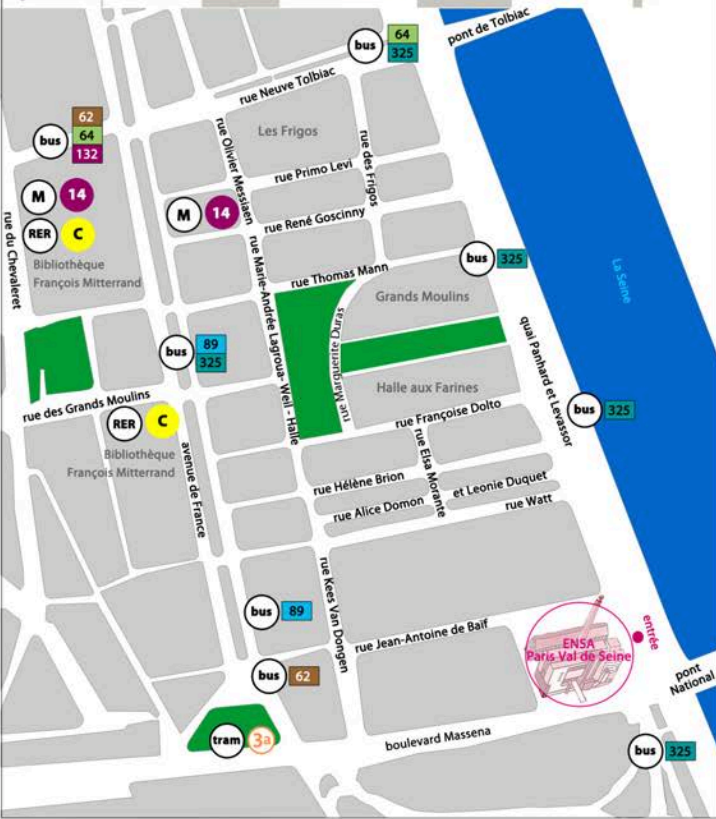 pont de Tolbiac
bus
64
325
rue Neuve Tolbiac
62
bus
64
132
Les Frigos
rue Olivier Messiaen
rue des Frigos
rue Primo Levi
M
14
M
14
rue René Goscinny
RER
C
rue du Chevaleret
bus
325
Bibliothèque
François Mitterrand
rue Thomas Mann
La Seine
Grands Moulins
rue Marie-Andrée Lagroua- Weil - Halle
rue Marguerite Duras
quai Panhard et Levassor
bus
89
325
Halle aux Farines
rue des Grands Moulins
bus
325
RER
C
rue Françoise Dolto
Bibliothèque
François Mitterrand
avenue de France
rue Elsa Morante
rue Hélène Brion
et Leonie Duquet
rue Alice Domon
rue Watt
rue Kees Van Dongen
bus
89
rue Jean-Antoine de Baïf
entrée
ENSA
Paris Val de Seine
pont
National
bus
62
tram
3a
boulevard Massena
bus
325